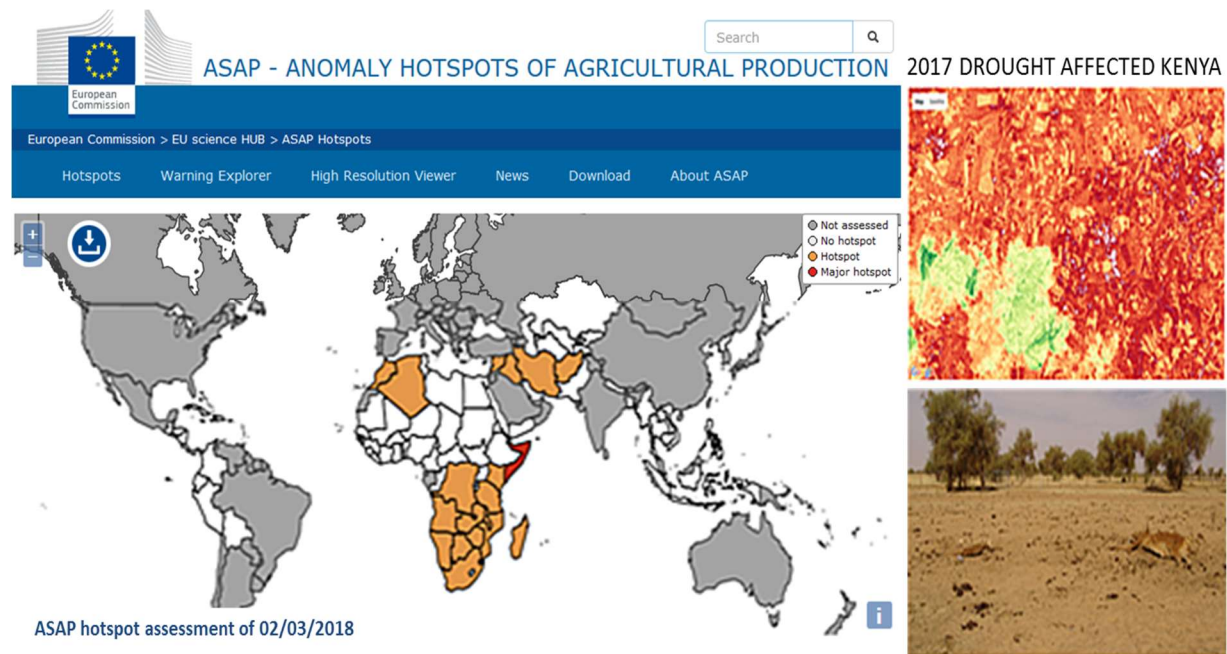 Search
ASAP - ANOMALY HOTSPOTS OF AGRICULTURAL PRODUCTION
2017 DROUGHT AFFECTED KENYA
European
Commission
European Commission > EU science HUB > ASAP Hotspots
Hotspots Warning Explorer High Resolution Viewer News Download About ASAP
+
−
Not assessed
No hotspot
Hotspot
Major hotspot
i
ASAP hotspot assessment of 02/03/2018